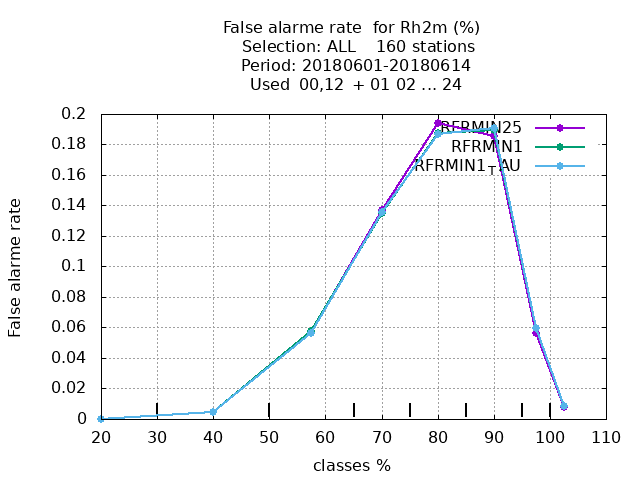 False alarme rate  for Rh2m (%)
Selection: ALL    160 stations
Period: 20180601-20180614
Used  00,12  + 01 02 ... 24
0.2
0.18
0.16
0.14
0.12
0.1
0.08
0.06
0.04
0.02
0
False alarme rate
RFRMIN25
RFRMIN1
RFRMIN1_TAU
20 30 40 50 60 70 80 90 100 110
classes %